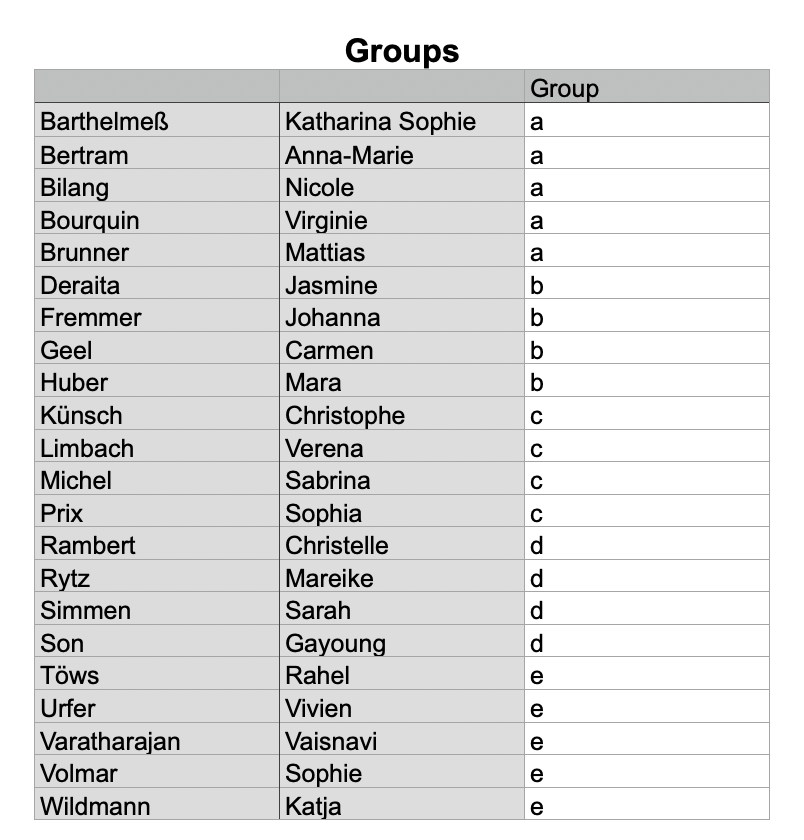 Groups
Group
Barthelmeß Katharina Sophie a
Bertram Anna-Marie a
Bilang Nicole a
Bourquin Virginie a
Brunner Mattias a
Deraita Jasmine b
Fremmer Johanna b
Geel Carmen b
Huber Mara b
Künsch Christophe c
Limbach Verena c
Michel Sabrina c
Prix Sophia c
Rambert Christelle d
Rytz Mareike d
Simmen Sarah d
Son Gayoung d
Töws Rahel e
Urfer Vivien e
Varatharajan Vaisnavi e
Volmar Sophie e
Wildmann Katja e